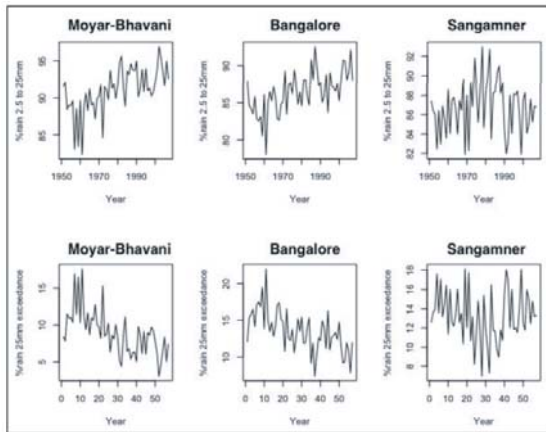 Moyar-Bhavani Bangalore Sangamner
%rain 2.5 to 25mm
85 90 95
1950 1970 1990
Year
%rain 2.5 to 25mm
80 85 90
1950 1970 1990
Year
%rain 2.5 to 25mm
82 84 86 88 90 92
1950 1970 1990
Year
Moyar-Bhavani Bangalore Sangamner
%rain 25mm exceedance
5 10 15
0 10 20 30 40 50
Year
%rain 25mm exceedance
10 15 20
0 10 20 30 40 50
Year
%rain 25mm exceedance
8 10 12 14 16 18
0 10 20 30 40 50
Year